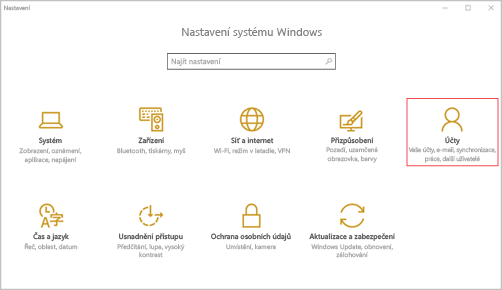 Nastavení
Nastavení systému Windows
Najít nastavení
Systém
Zobrazení, oznámení,
aplikace, napájení
Zařízení
Bluetooth, tiskárny, myš
Síť a internet
Wi-Fi, režim v letadle, VPN
Přizpůsobení
Pozadí, uzamčená
obrazovka, barvy
Účty
Vaše účty, e-mail, synchronizace,
práce, další uživatelé
Čas a jazyk
Řeč, oblast, datum
Usnadnění přístupu
Předčítání, lupa, vysoký
kontrast
Ochrana osobních údajů
Umístění, kamera
Aktualizace a zabezpečení
Windows Update, obnovení,
zálohování